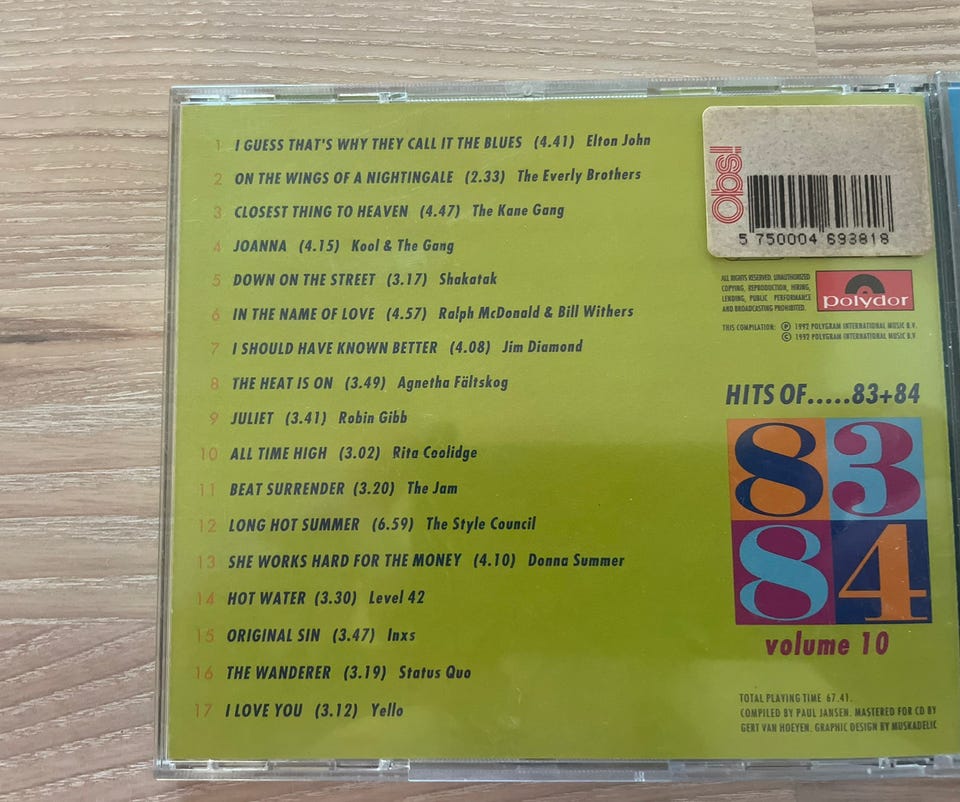 1 I GUESS THAT'S WHY THEY CALL IT THE BLUES (4.41) Elton John
2 ON THE WINGS OF A NIGHTINGALE (2.33) The Everly Brothers
3 CLOSEST THING TO HEAVEN (4.47) The Kane Gang
4 JOANNA (4.15) Kool & The Gang
5 DOWN ON THE STREET (3.17) Shakatak
6 IN THE NAME OF LOVE (4.57) Ralph McDonald & Bill Withers
7 I SHOULD HAVE KNOWN BETTER (4.08) Jim Diamond
8 THE HEAT IS ON (3.49) Agnetha Fältskog
9 JULIET (3.41) Robin Gibb
10 ALL TIME HIGH (3.02) Rita Coolidge
11 BEAT SURRENDER (3.20) The Jam
12 LONG HOT SUMMER (6.59) The Style Council
13 SHE WORKS HARD FOR THE MONEY (4.10) Donna Summer
14 HOT WATER (3.30) Level 42
15 ORIGINAL SIN (3.47) Inxs
16 THE WANDERER (3.19) Status Quo
17 I LOVE YOU (3.12) Yello
Obs!
5 750004 693818
ALL RIGHTS RESERVED. UNAUTHORIZED
COPYING, REPRODUCTION, HIRING,
LENDING, PUBLIC PERFORMANCE
AND BROADCASTING PROHIBITED.
polydor
THIS COMPILATION: ℗ 1992 POLYGRAM INTERNATIONAL MUSIC B.V.
© 1992 POLYGRAM INTERNATIONAL MUSIC B.V.
HITS OF.....83+84
83
84
volume 10
TOTAL PLAYING TIME 67.41.
COMPILED BY PAUL JANSEN. MASTERED FOR CD BY
GERT VAN HOEYEN. GRAPHIC DESIGN BY MUSKADELIC